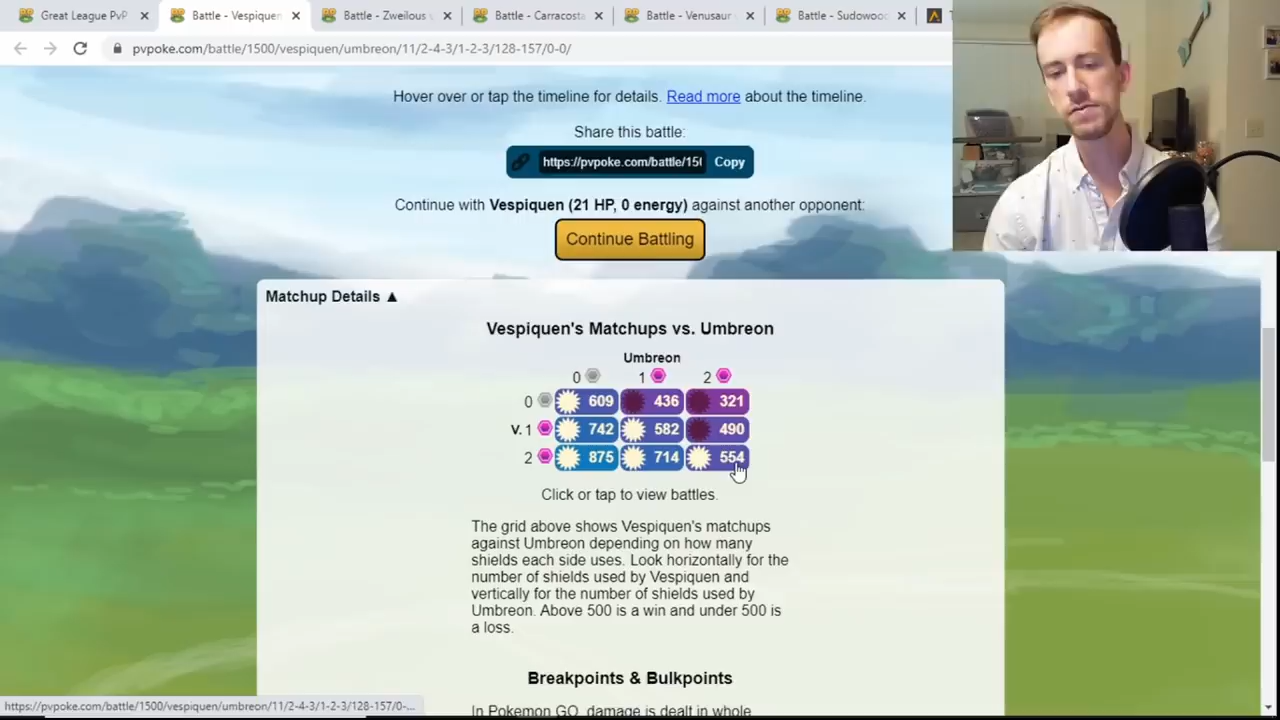 Great League PvP
Battle - Vespiquen
Battle - Zweilous
Battle - Carracosta
Battle - Venusaur
Battle - Sudowoo
pvpoke.com/battle/1500/vespiquen/umbreon/11/2-4-3/1-2-3/128-157/0-0/
Hover over or tap the timeline for details. Read more about the timeline.
Share this battle:
https://pvpoke.com/battle/15 Copy
Continue with Vespiquen (21 HP, 0 energy) against another opponent:
Continue Battling
Matchup Details ▲
Vespiquen's Matchups vs. Umbreon
Umbreon
0 1 2
0 609 436 321
V. 1 742 582 490
2 875 714 554
Click or tap to view battles.
The grid above shows Vespiquen's matchups
against Umbreon depending on how many
shields each side uses. Look horizontally for the
number of shields used by Vespiquen and
vertically for the number of shields used by
Umbreon. Above 500 is a win and under 500 is
a loss.
Breakpoints & Bulkpoints
In Pokemon GO, damage is dealt in whole
https://pvpoke.com/battle/1500/vespiquen/umbreon/11/2-4-3/1-2-3/128-157/0-...